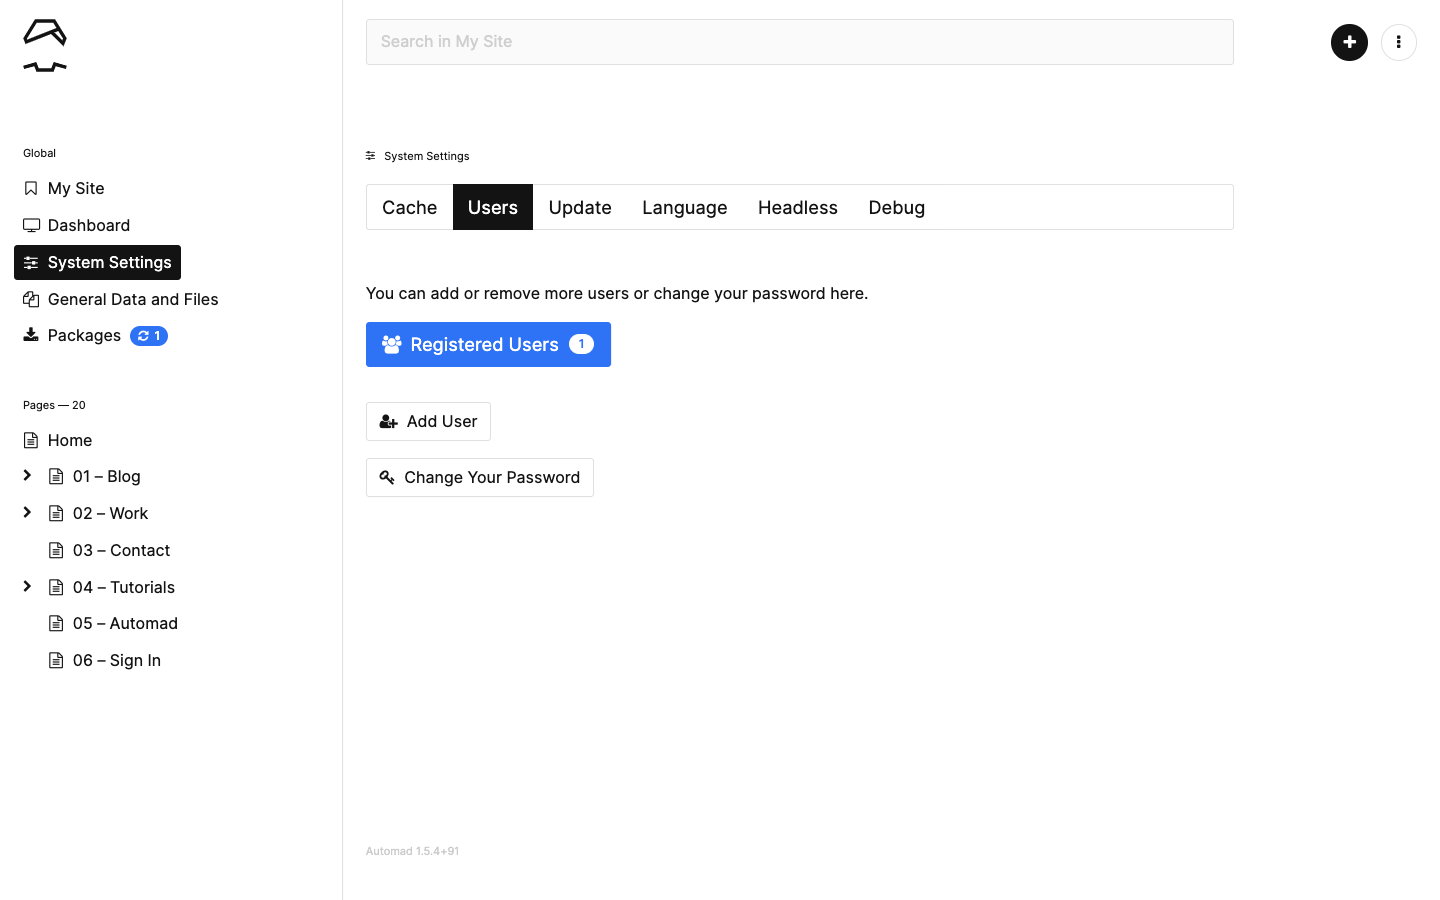 Search in My Site
Global
My Site
Dashboard
System Settings
General Data and Files
Packages 1
Pages — 20
Home
01 – Blog
02 – Work
03 – Contact
04 – Tutorials
05 – Automad
06 – Sign In
System Settings
Cache Users Update Language Headless Debug
You can add or remove more users or change your password here.
Registered Users 1
Add User
Change Your Password
Automad 1.5.4+91